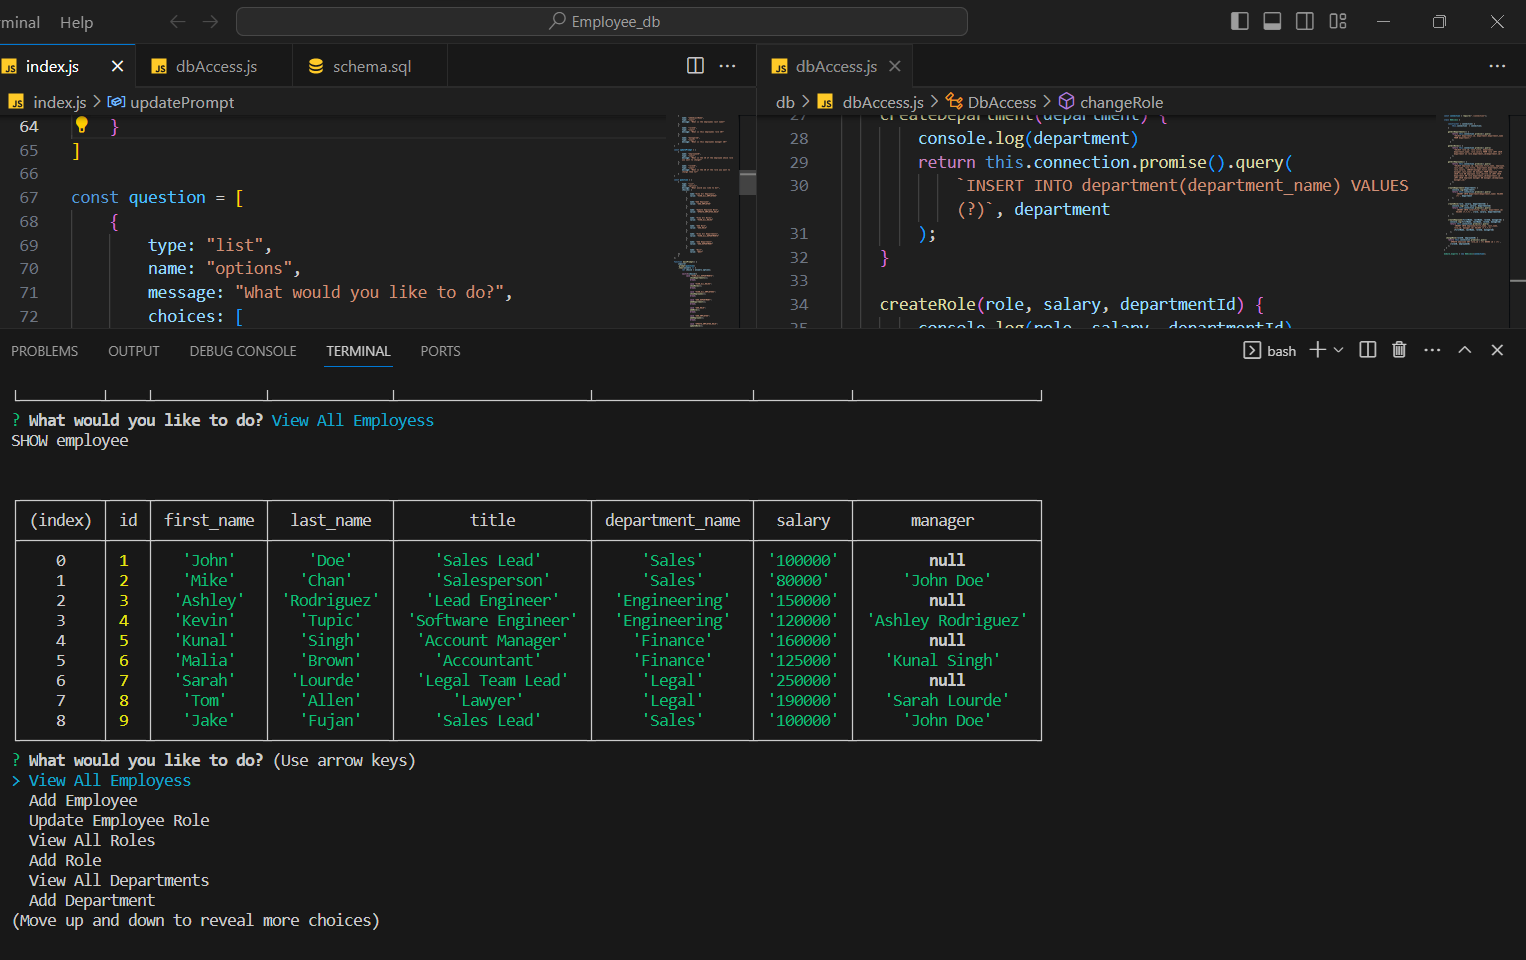 rminal Help Employee_db
index.js dbAccess.js schema.sql
index.js > updatePrompt
64 }
65 ]
66
67 const question = [
68 {
69 type: "list",
70 name: "options",
71 message: "What would you like to do?",
72 choices: [
dbAccess.js
db > dbAccess.js > DbAccess > changeRole
27 createDepartment(department) {
28 console.log(department)
29 return this.connection.promise().query(
30 `INSERT INTO department(department_name) VALUES
(?)`, department
31 );
32 }
33
34 createRole(role, salary, departmentId) {
35 console.log(role, salary, departmentId)
PROBLEMS OUTPUT DEBUG CONSOLE TERMINAL PORTS bash
? What would you like to do? View All Employess
SHOW employee
(index) id first_name last_name title department_name salary manager
0 1 'John' 'Doe' 'Sales Lead' 'Sales' '100000' null
1 2 'Mike' 'Chan' 'Salesperson' 'Sales' '80000' 'John Doe'
2 3 'Ashley' 'Rodriguez' 'Lead Engineer' 'Engineering' '150000' null
3 4 'Kevin' 'Tupic' 'Software Engineer' 'Engineering' '120000' 'Ashley Rodriguez'
4 5 'Kunal' 'Singh' 'Account Manager' 'Finance' '160000' null
5 6 'Malia' 'Brown' 'Accountant' 'Finance' '125000' 'Kunal Singh'
6 7 'Sarah' 'Lourde' 'Legal Team Lead' 'Legal' '250000' null
7 8 'Tom' 'Allen' 'Lawyer' 'Legal' '190000' 'Sarah Lourde'
8 9 'Jake' 'Fujan' 'Sales Lead' 'Sales' '100000' 'John Doe'
? What would you like to do? (Use arrow keys)
> View All Employess
Add Employee
Update Employee Role
View All Roles
Add Role
View All Departments
Add Department
(Move up and down to reveal more choices)